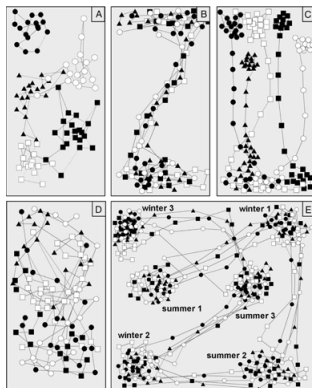 A
B
C
D
E
winter 3
winter 1
summer 1
summer 3
winter 2
summer 2